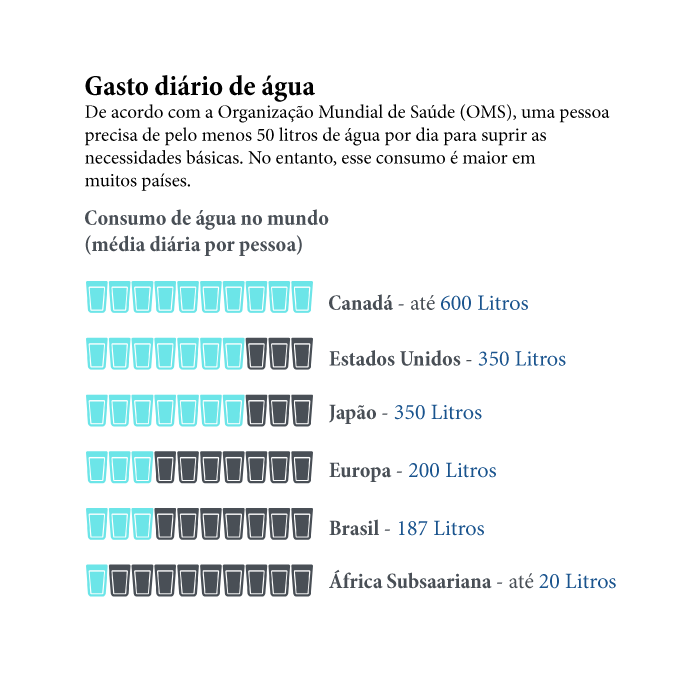 Gasto diário de água
De acordo com a Organização Mundial de Saúde (OMS), uma pessoa
precisa de pelo menos 50 litros de água por dia para suprir as
necessidades básicas. No entanto, esse consumo é maior em
muitos países.
Consumo de água no mundo
(média diária por pessoa)
Canadá - até 600 Litros
Estados Unidos - 350 Litros
Japão - 350 Litros
Europa - 200 Litros
Brasil - 187 Litros
África Subsaariana - até 20 Litros